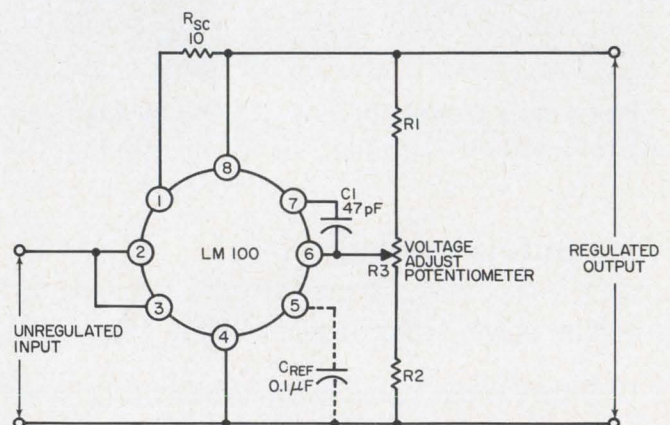 RSC
10
R1
8
1
7
C1
47pF
2
LM 100
6
R3
VOLTAGE
ADJUST
POTENTIOMETER
REGULATED
OUTPUT
3
5
UNREGULATED
INPUT
4
CREF
0.1μF
R2